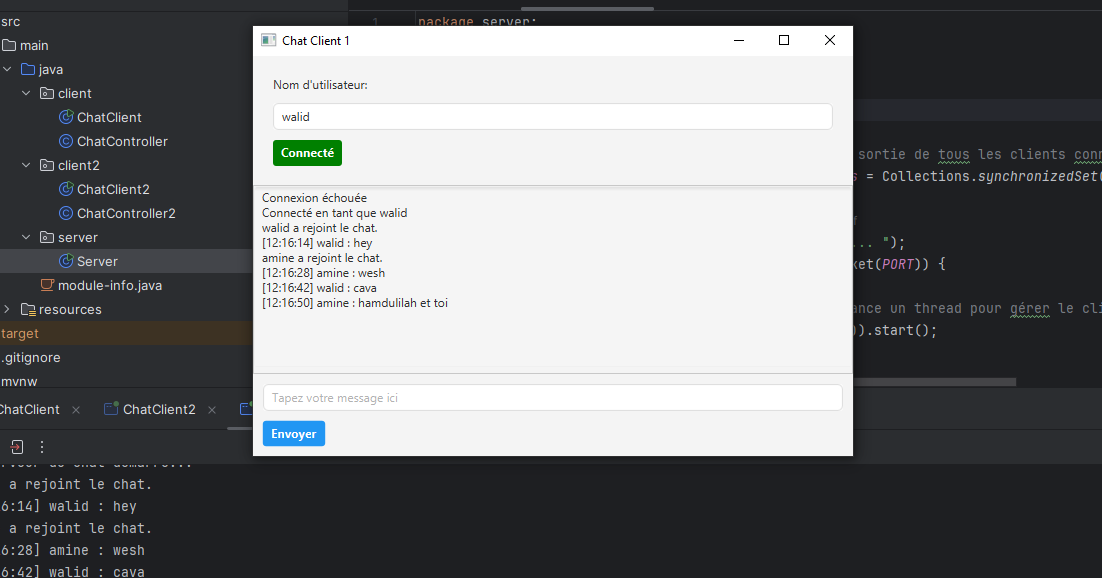 src
main
java
client
ChatClient
ChatController
client2
ChatClient2
ChatController2
server
Server
module-info.java
resources
target
.gitignore
mvnw
1 package server;
sortie de tous les clients conn
= Collections.synchronizedSet(
... ");
ket(PORT)) {
ance un thread pour gérer le cli
)).start();
Chat Client 1
Nom d'utilisateur:
walid
Connecté
Connexion échouée
Connecté en tant que walid
walid a rejoint le chat.
[12:16:14] walid : hey
amine a rejoint le chat.
[12:16:28] amine : wesh
[12:16:42] walid : cava
[12:16:50] amine : hamdulilah et toi
Tapez votre message ici
Envoyer
ChatClient
ChatClient2
a rejoint le chat.
6:14] walid : hey
a rejoint le chat.
6:28] amine : wesh
6:42] walid : cava